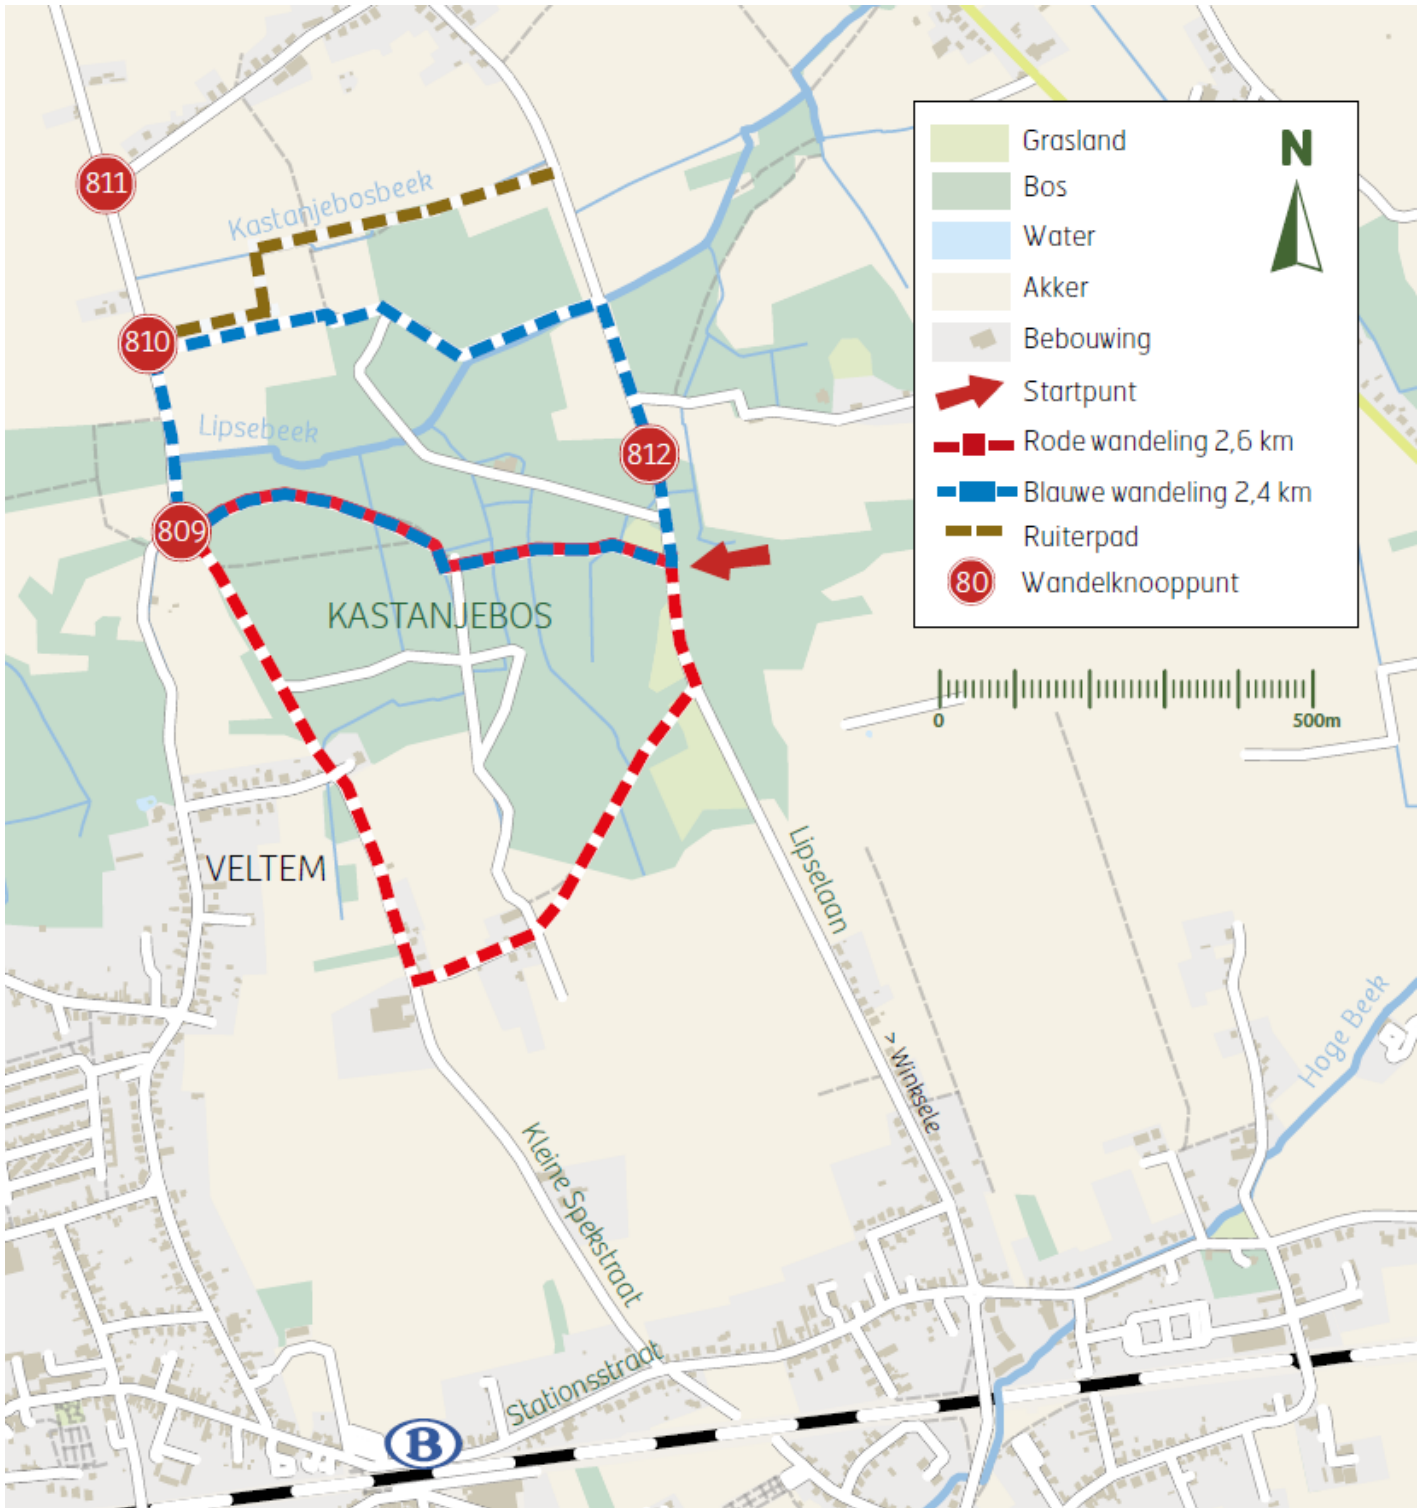 Grasland
Bos
Water
Akker
Bebouwing
Startpunt
Rode wandeling 2,6 km
Blauwe wandeling 2,4 km
Ruiterpad
80
Wandelknooppunt
N
0
500m
811
Kastanjebosbeek
810
Lipsebeek
812
809
KASTANJEBOS
VELTEM
Lipselaan
> Winksele
Hoge Beek
Kleine Spekstraat
Stationsstraat
B